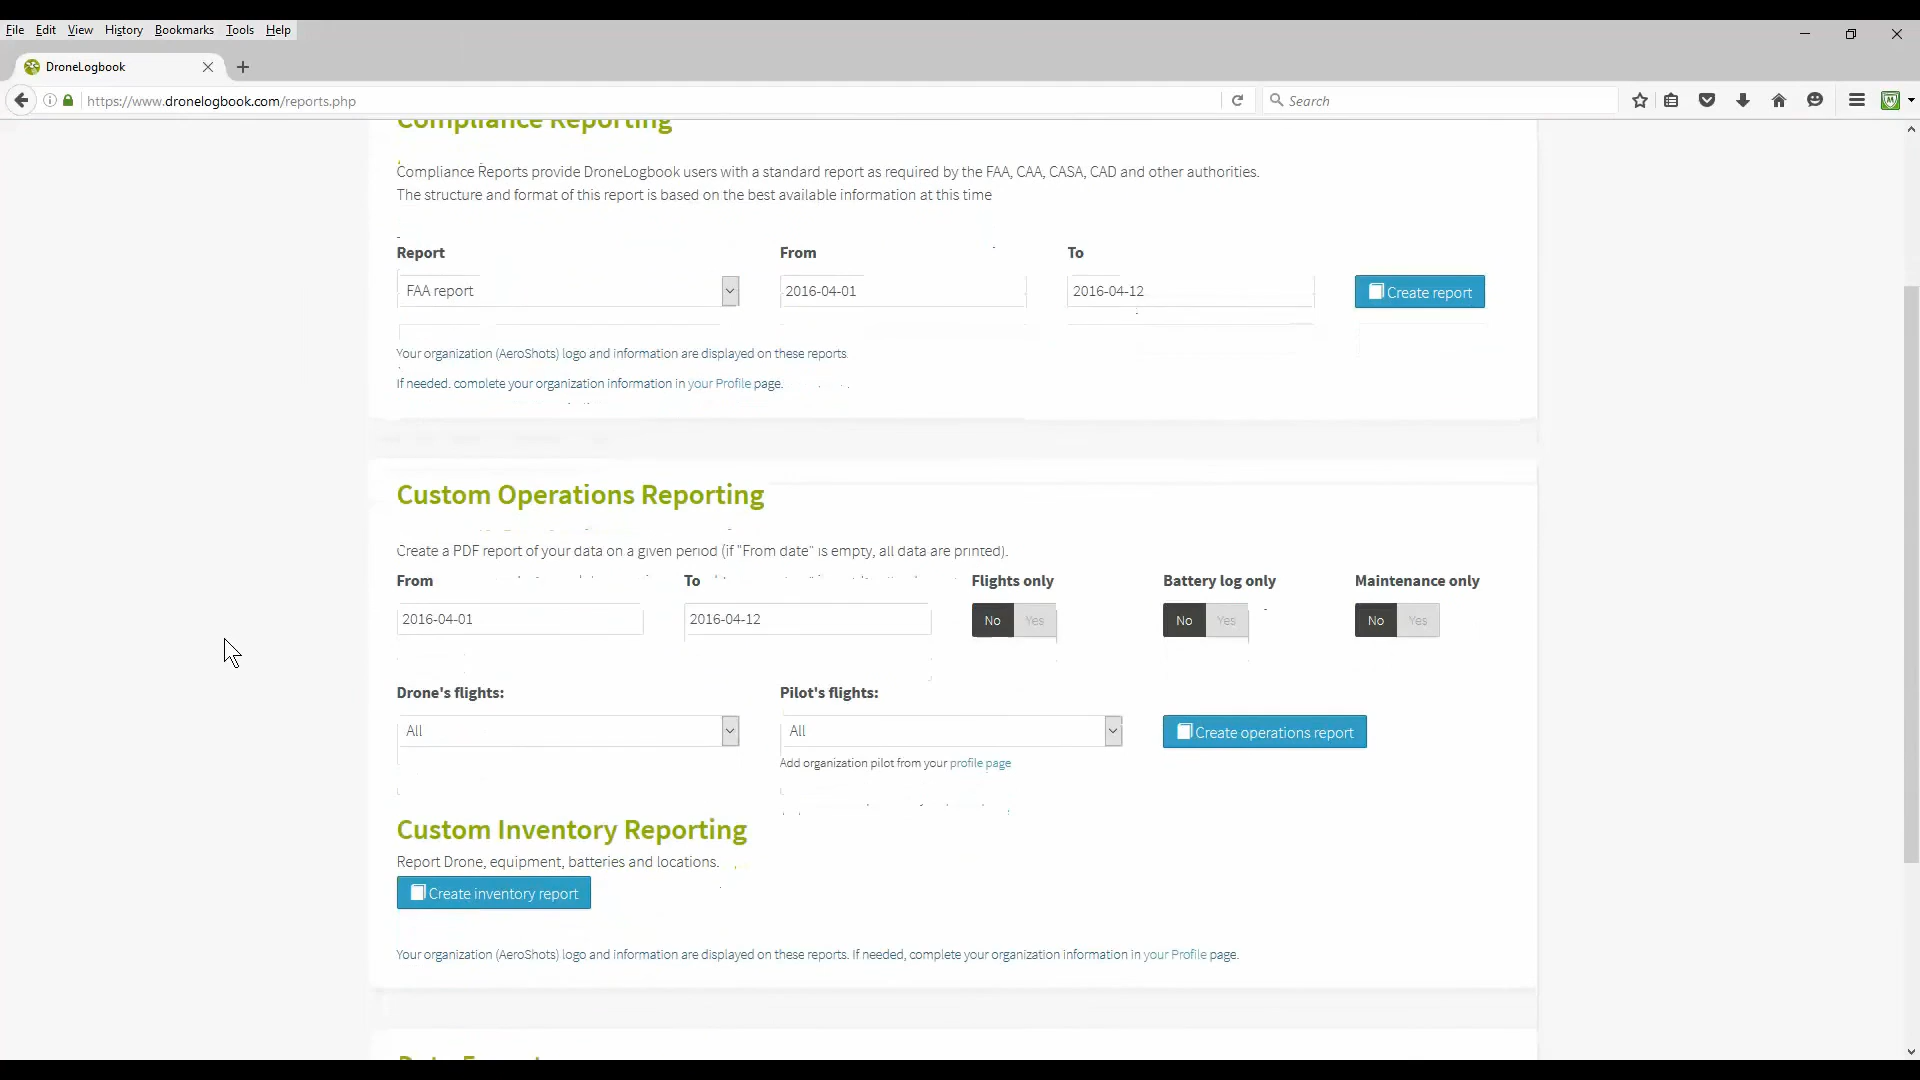 File Edit View History Bookmarks Tools Help
DroneLogbook
https://www.dronelogbook.com/reports.php
Search
Compliance Reporting
Compliance Reports provide DroneLogbook users with a standard report as required by the FAA, CAA, CASA, CAD and other authorities.
The structure and format of this report is based on the best available information at this time
Report From To
FAA report 2016-04-01 2016-04-12 Create report
Your organization (AeroShots) logo and information are displayed on these reports.
If needed, complete your organization information in your Profile page.
Custom Operations Reporting
Create a PDF report of your data on a given period (if "From date" is empty, all data are printed).
From To Flights only Battery log only Maintenance only
2016-04-01 2016-04-12 No Yes No Yes No Yes
Drone's flights: Pilot's flights:
All All Create operations report
Add organization pilot from your profile page
Custom Inventory Reporting
Report Drone, equipment, batteries and locations.
Create inventory report
Your organization (AeroShots) logo and information are displayed on these reports. If needed, complete your organization information in your Profile page.